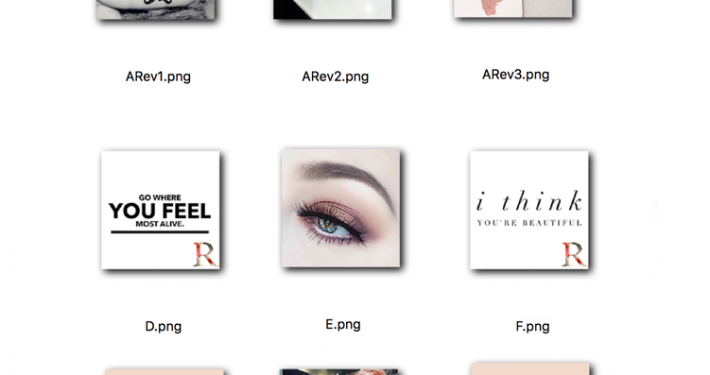 ARev1.png
ARev2.png
ARev3.png
GO WHERE
YOU FEEL
MOST ALIVE.
R
i think
YOU'RE BEAUTIFUL
R
D.png
E.png
F.png